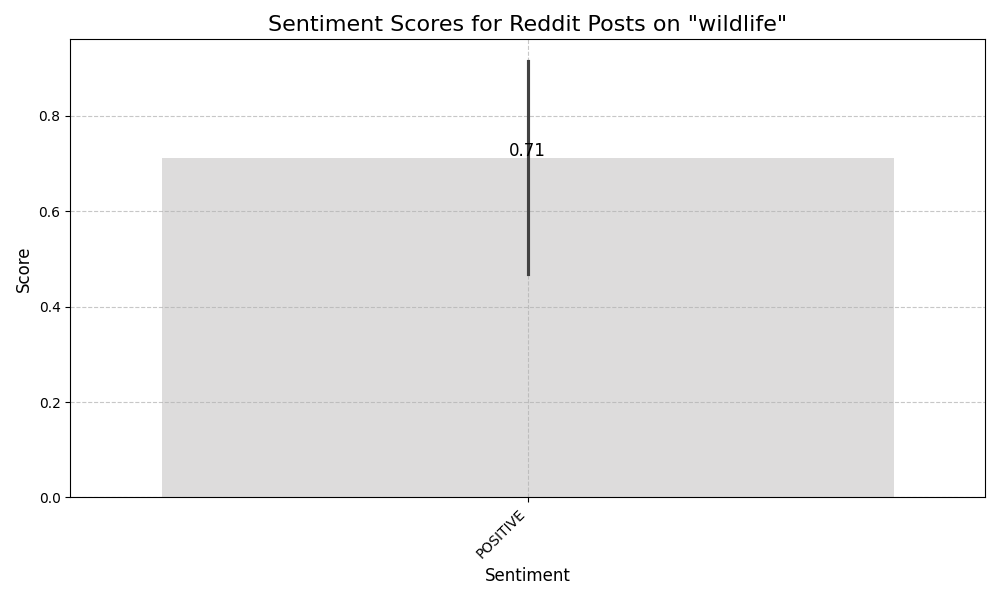 Sentiment Scores for Reddit Posts on "wildlife"
0.8
0.71
0.6
Score
0.4
0.2
0.0
POSITIVE
Sentiment